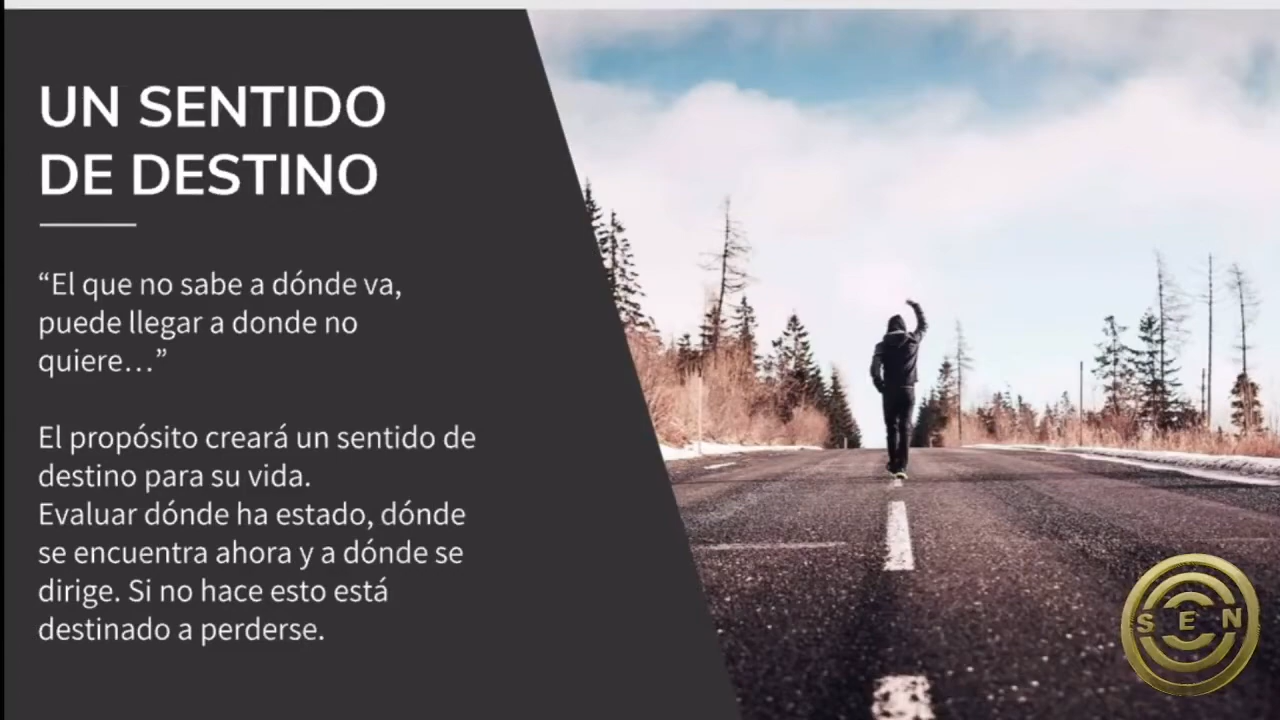 UN SENTIDO
DE DESTINO
“El que no sabe a dónde va,
puede llegar a donde no
quiere…”
El propósito creará un sentido de
destino para su vida.
Evaluar dónde ha estado, dónde
se encuentra ahora y a dónde se
dirige. Si no hace esto está
destinado a perderse.
S E N